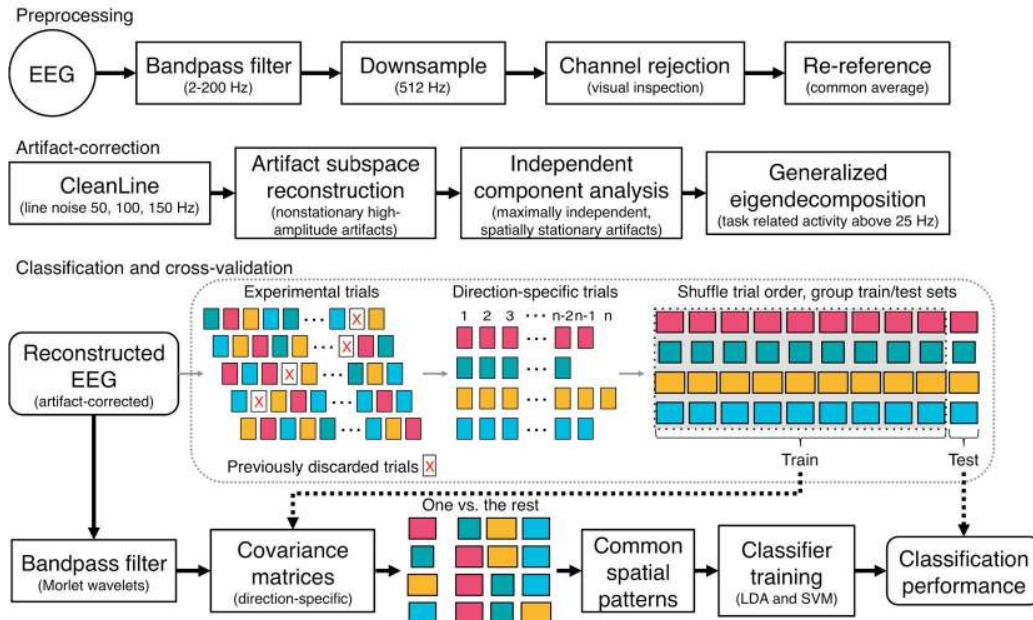 Preprocessing
EEG
Bandpass filter
(2-200 Hz)
Downsample
(512 Hz)
Channel rejection
(visual inspection)
Re-reference
(common average)
Artifact-correction
CleanLine
(line noise 50, 100, 150 Hz)
Artifact subspace
reconstruction
(nonstationary high-
amplitude artifacts)
Independent
component analysis
(maximally independent,
spatially stationary artifacts)
Generalized
eigendecomposition
(task related activity above 25 Hz)
Classification and cross-validation
Experimental trials
Direction-specific trials
Shuffle trial order, group train/test sets
1 2 3 ... n-2 n-1 n
Reconstructed
EEG
(artifact-corrected)
X
X
X
X
Previously discarded trials X
Train
Test
One vs. the rest
Bandpass filter
(Morlet wavelets)
Covariance
matrices
(direction-specific)
Common
spatial
patterns
Classifier
training
(LDA and SVM)
Classification
performance